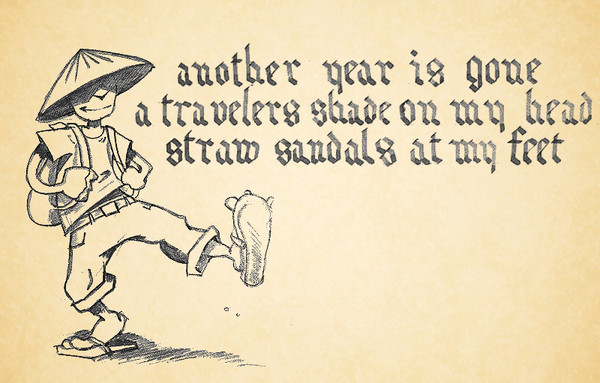 another year is gone
a travelers shade on my head
straw sandals at my feet